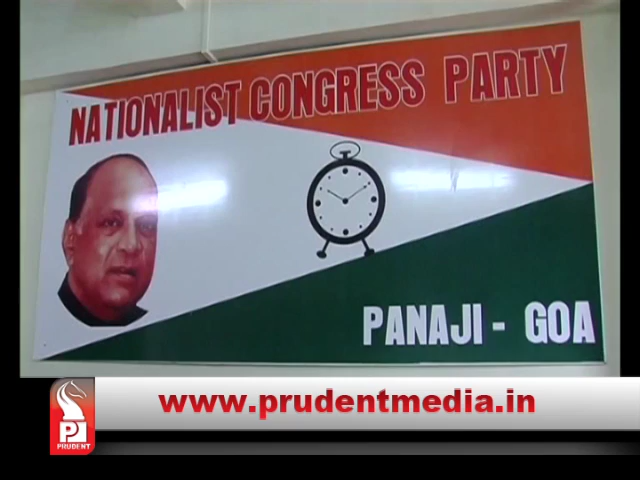 NATIONALIST CONGRESS PARTY
PANAJI - GOA
www.prudentmedia.in
P
PRUDENT